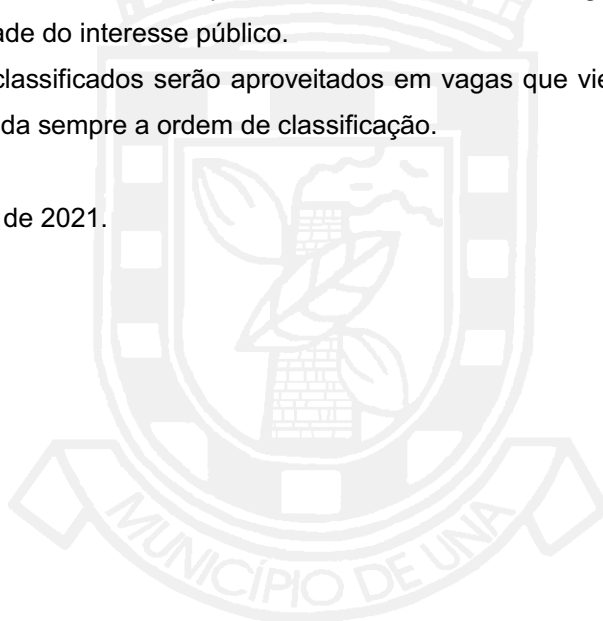 ade do interesse público.
classificados serão aproveitados em vagas que vie
da sempre a ordem de classificação.
de 2021.
MUNICÍPIO DE UNA